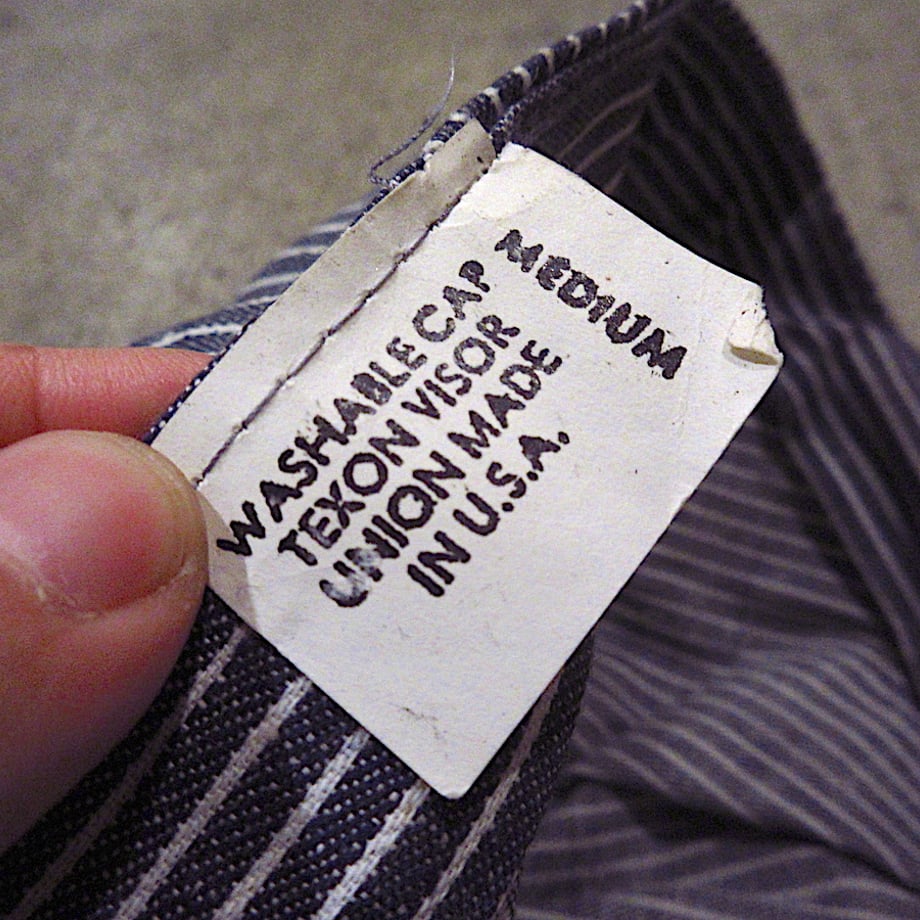 MEDIUM
WASHABLE CAP
TEXON VISOR
UNION MADE
IN U.S.A.